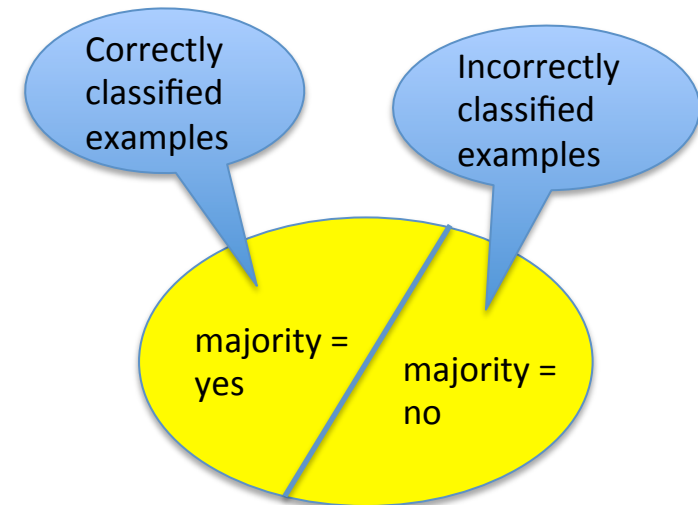 Correctly
classified
examples
Incorrectly
classified
examples
majority =
yes
majority =
no